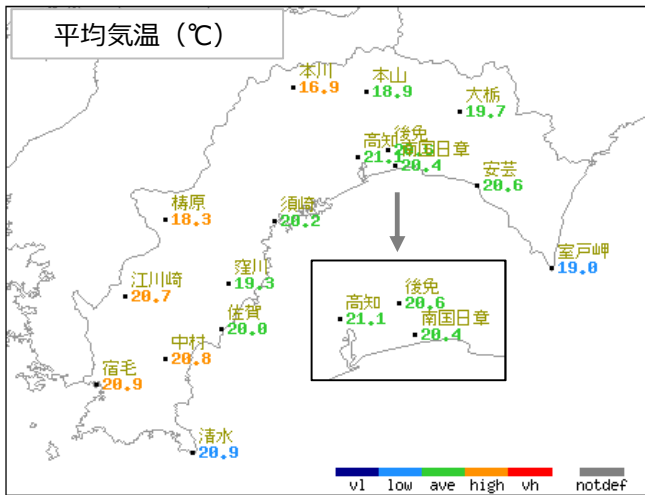 平均気温（℃）
本川
16.9
本山
18.9
大栃
19.7
高知
21.1
後免
20.6
南国日章
20.4
安芸
20.6
梼原
18.3
須崎
20.2
室戸岬
19.0
窪川
19.3
江川崎
20.7
佐賀
20.0
中村
20.8
宿毛
20.9
清水
20.9
後免
20.6
高知
21.1
南国日章
20.4
vl low ave high vh notdef